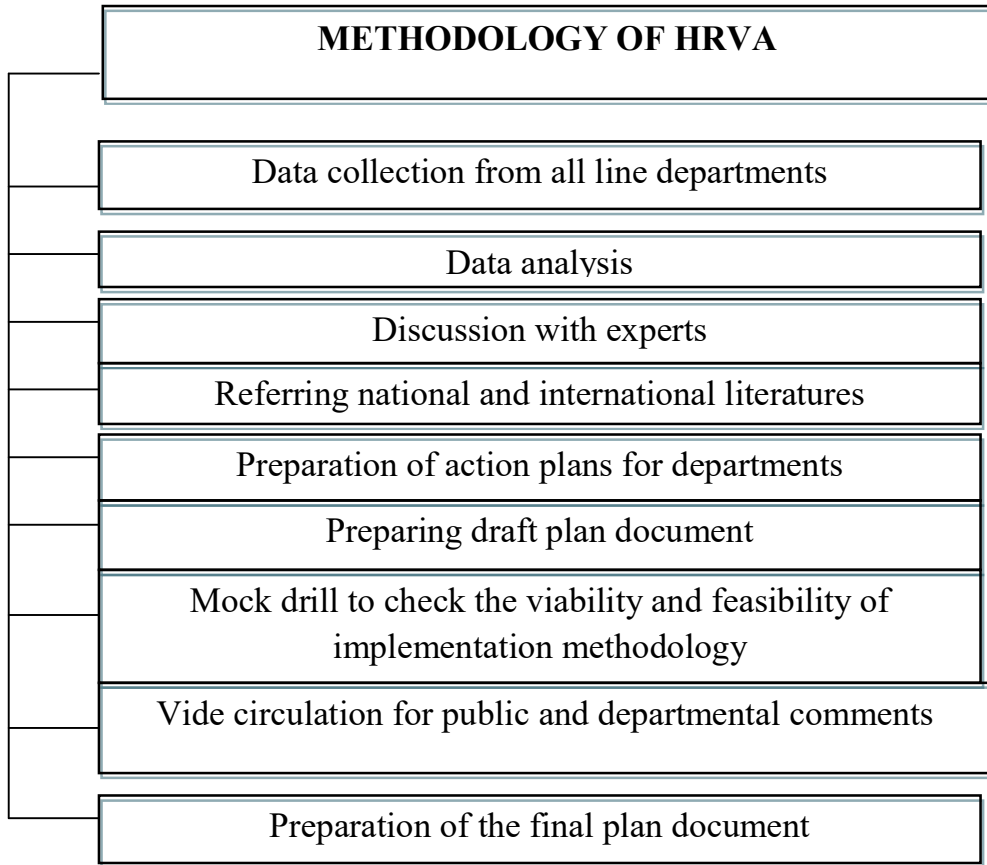 METHODOLOGY OF HRVA
Data collection from all line departments
Data analysis
Discussion with experts
Referring national and international literatures
Preparation of action plans for departments
Preparing draft plan document
Mock drill to check the viability and feasibility of
implementation methodology
Vide circulation for public and departmental comments
Preparation of the final plan document